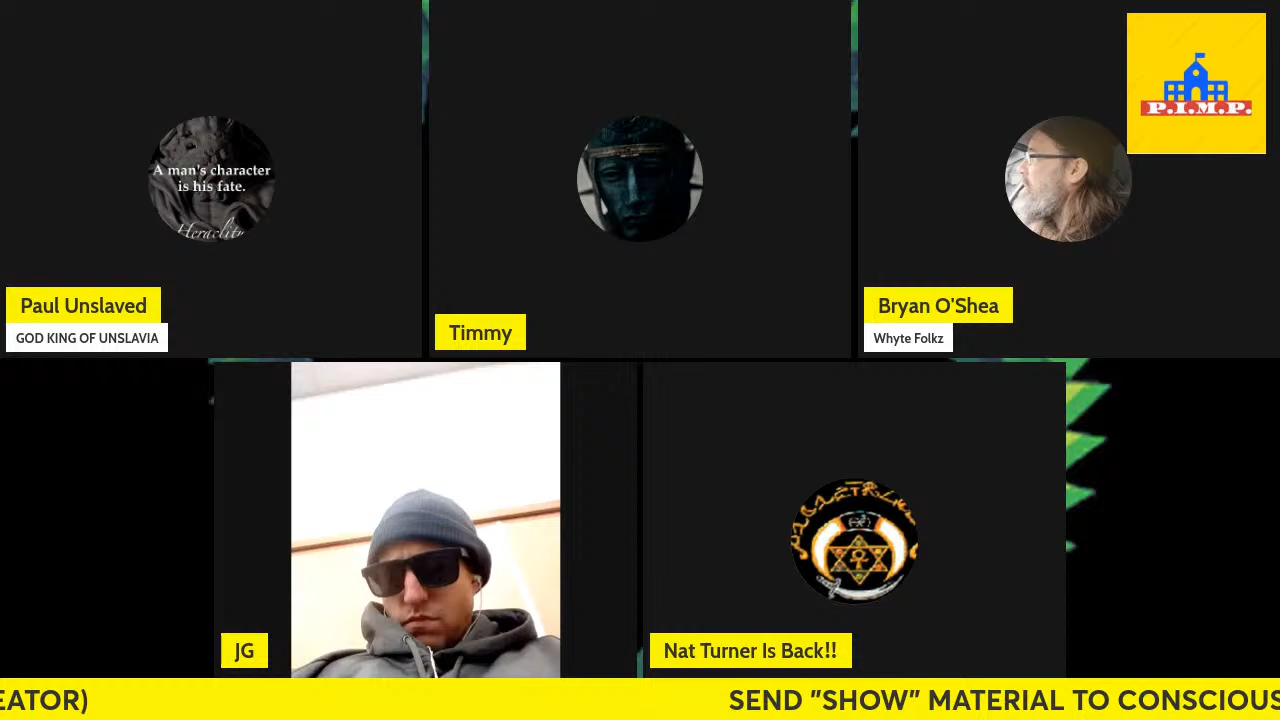 P.I.M.P.
A man's character
is his fate.
Paul Unslaved
GOD KING OF UNSLAVIA
Timmy
Bryan O'Shea
Whyte Folkz
JG
Nat Turner Is Back!!
EATOR)
SEND "SHOW" MATERIAL TO CONSCIOUS